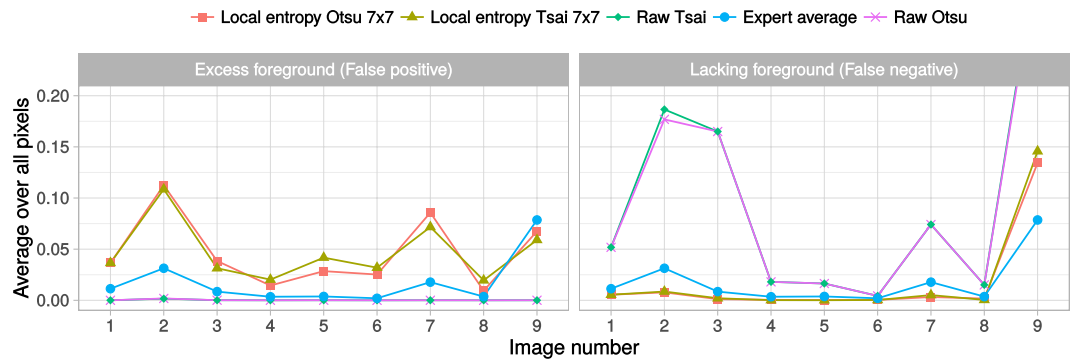 Local entropy Otsu 7x7 Local entropy Tsai 7x7 Raw Tsai Expert average Raw Otsu
Excess foreground (False positive) Lacking foreground (False negative)
Average over all pixels
0.20
0.15
0.10
0.05
0.00
1 2 3 4 5 6 7 8 9 1 2 3 4 5 6 7 8 9
Image number